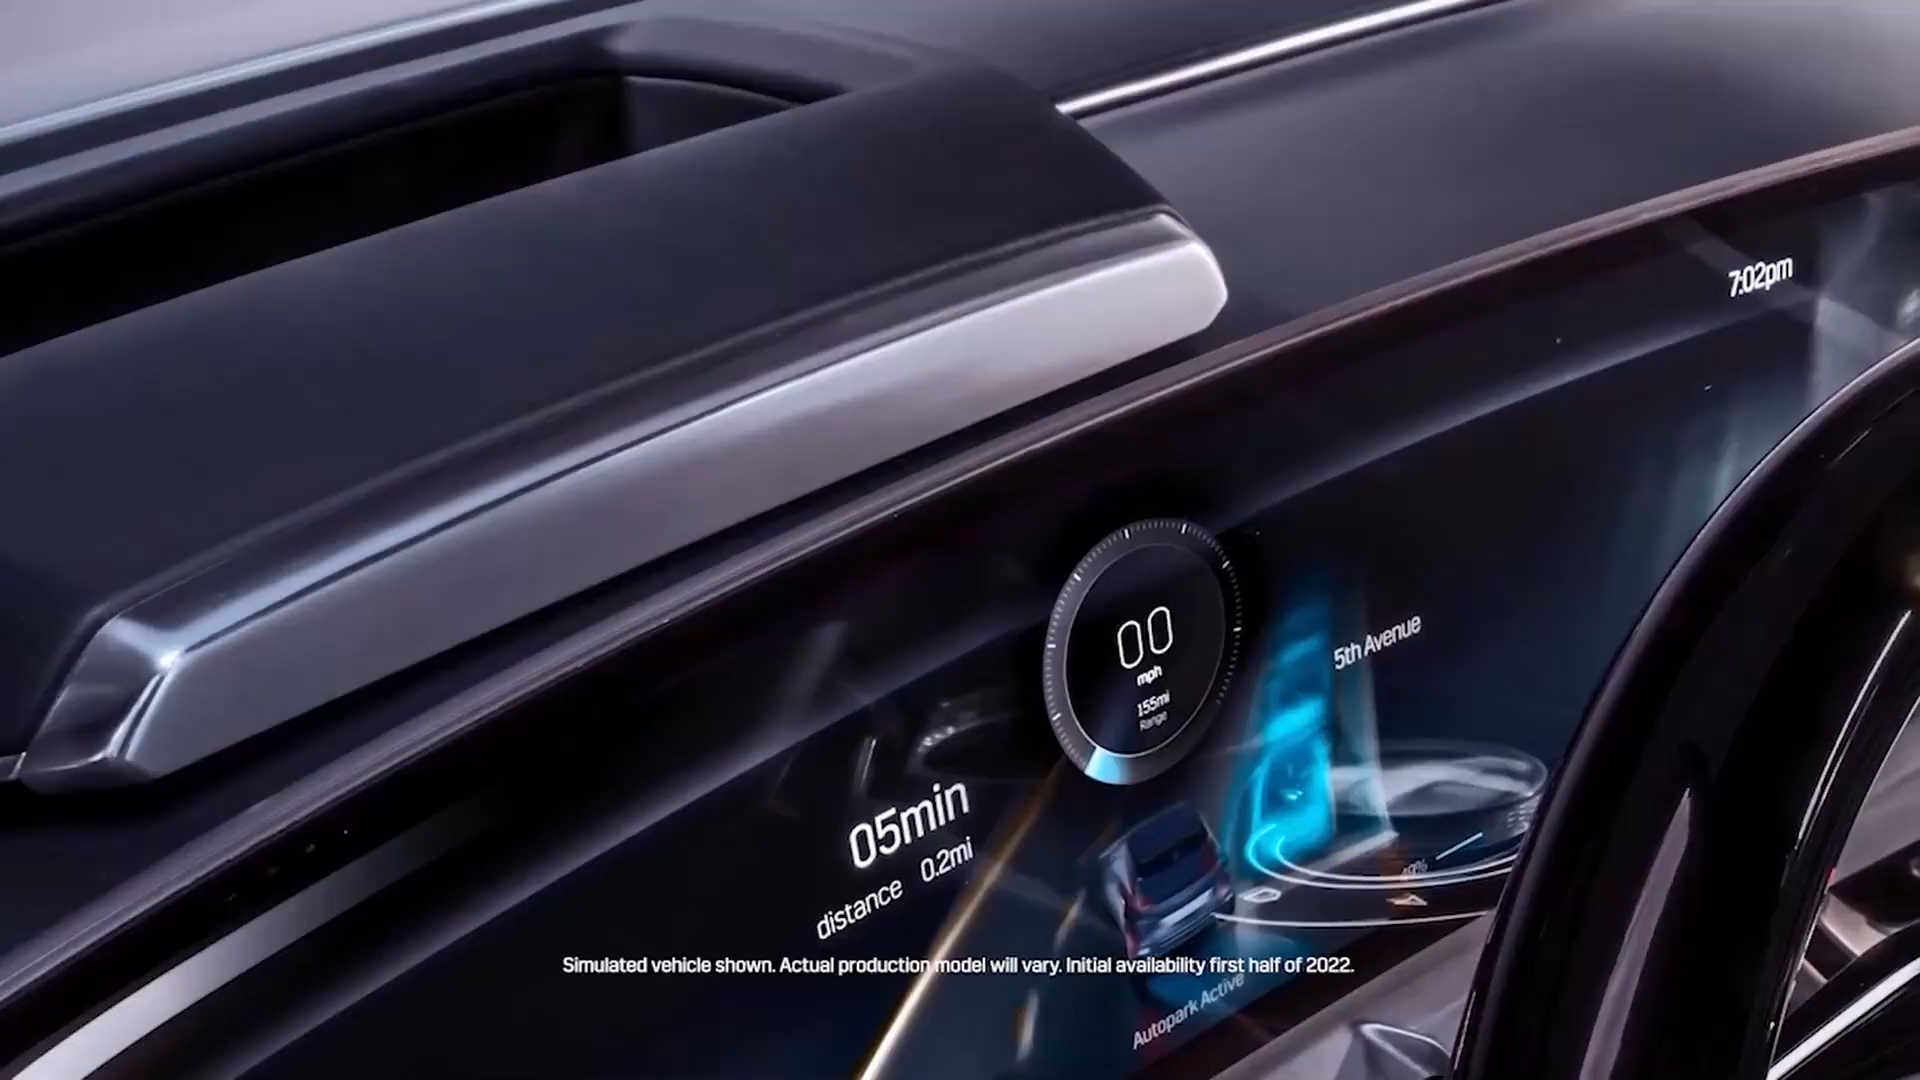 7:02pm
00
mph
155mi
Range
5th Avenue
05min
distance 0.2mi
49%
Simulated vehicle shown. Actual production model will vary. Initial availability first half of 2022.
Autopark Active